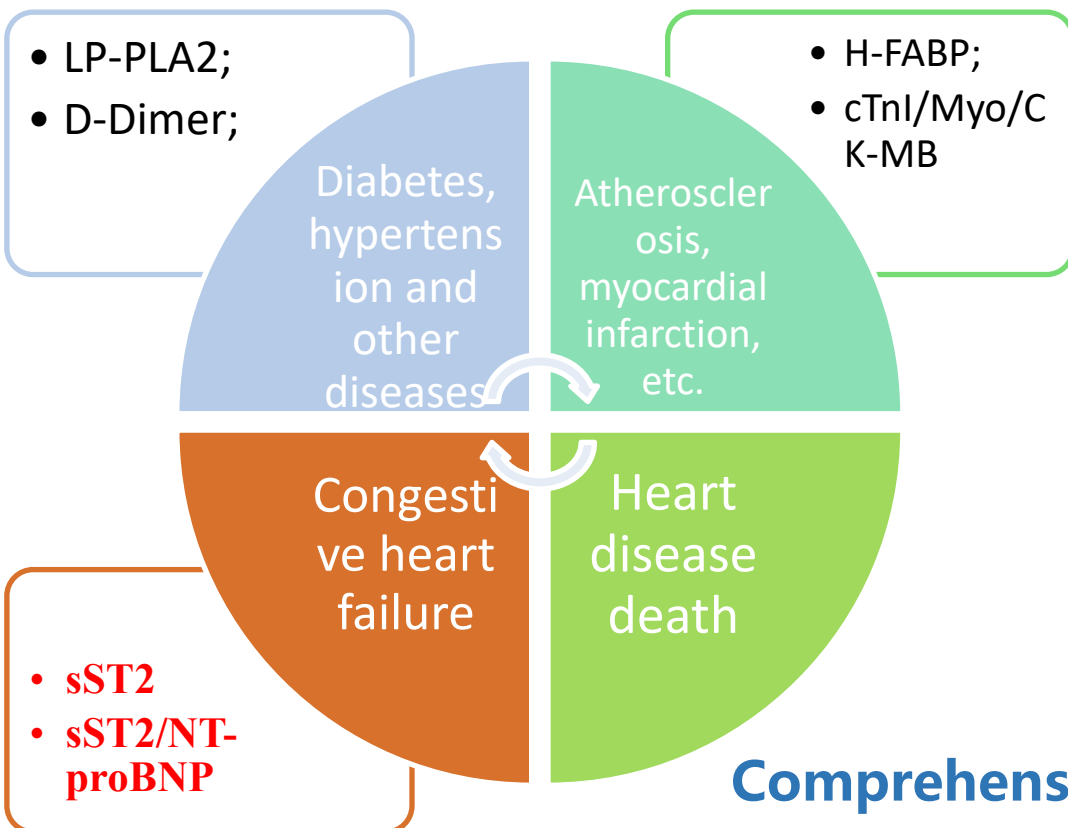 • LP-PLA2;
• D-Dimer;
• H-FABP;
• cTnI/Myo/C
K-MB
Diabetes,
hypertens
ion and
other
diseases
Atheroscler
osis,
myocardial
infarction,
etc.
Congesti
ve heart
failure
Heart
disease
death
• sST2
• sST2/NT-
proBNP
Comprehens